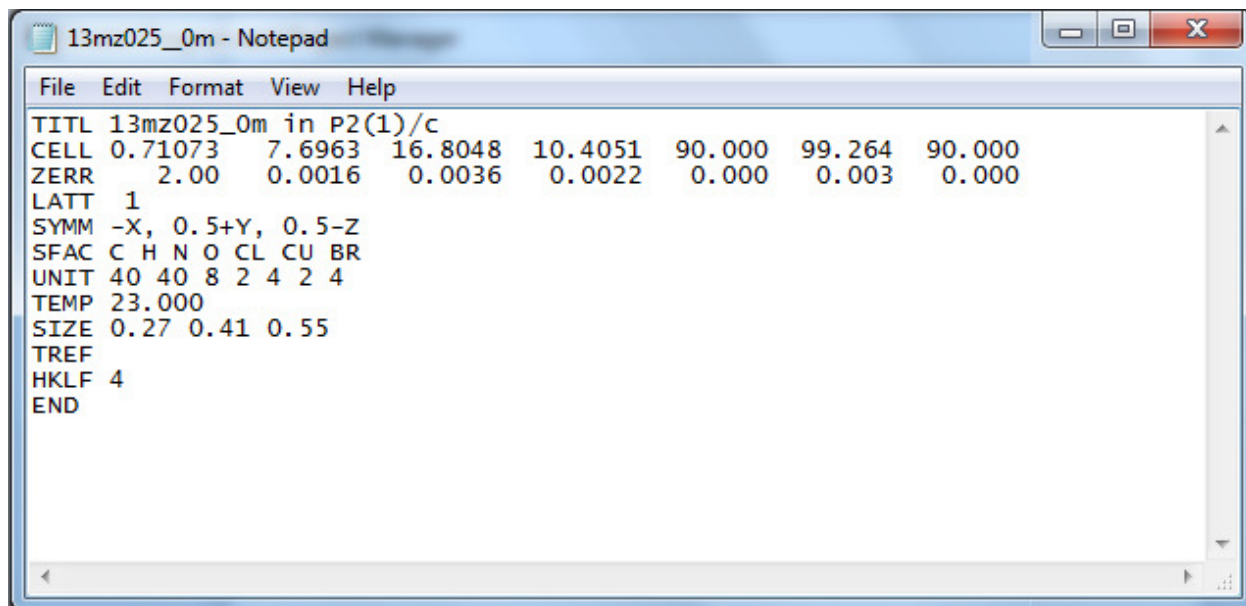 13mz025__0m - Notepad
File Edit Format View Help
TITL 13mz025_0m in P2(1)/c
CELL 0.71073 7.6963 16.8048 10.4051 90.000 99.264 90.000
ZERR 2.00 0.0016 0.0036 0.0022 0.000 0.003 0.000
LATT 1
SYMM -X, 0.5+Y, 0.5-Z
SFAC C H N O CL CU BR
UNIT 40 40 8 2 4 2 4
TEMP 23.000
SIZE 0.27 0.41 0.55
TREF
HKLF 4
END